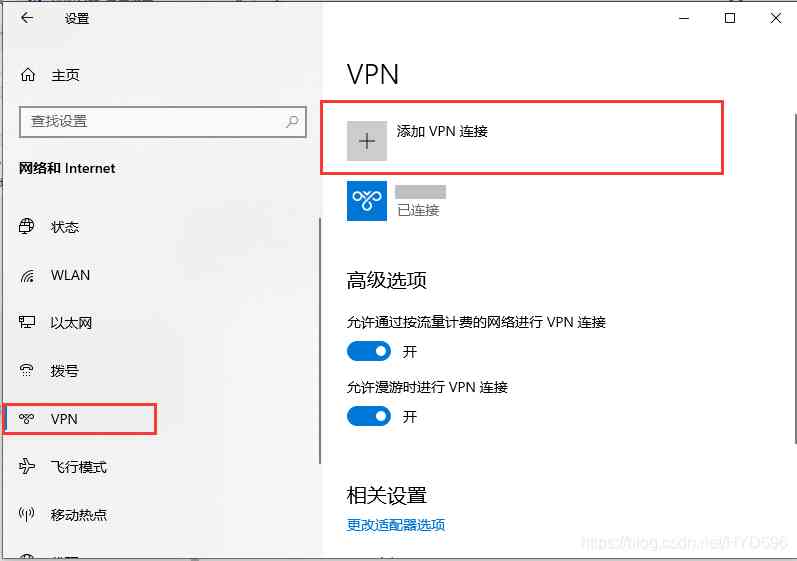 设置
主页
查找设置
网络和 Internet
状态
WLAN
以太网
拨号
VPN
飞行模式
移动热点
VPN
添加 VPN 连接
已连接
高级选项
允许通过按流量计费的网络进行 VPN 连接
开
允许漫游时进行 VPN 连接
开
相关设置
更改适配器选项
https://blog.csdn.net/HYD696